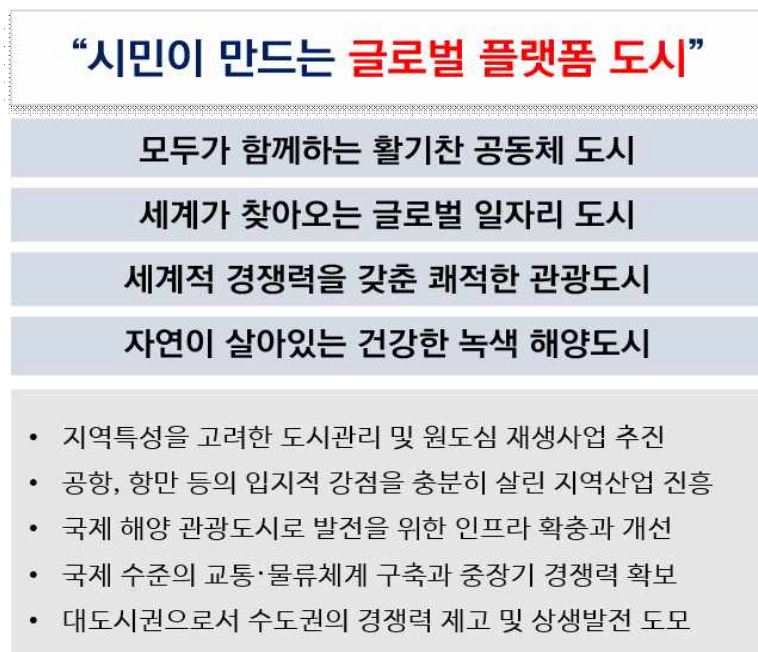 “시민이 만드는 글로벌 플랫폼 도시”
모두가 함께하는 활기찬 공동체 도시
세계가 찾아오는 글로벌 일자리 도시
세계적 경쟁력을 갖춘 쾌적한 관광도시
자연이 살아있는 건강한 녹색 해양도시
• 지역특성을 고려한 도시관리 및 원도심 재생사업 추진
• 공항, 항만 등의 입지적 강점을 충분히 살린 지역산업 진흥
• 국제 해양 관광도시로 발전을 위한 인프라 확충과 개선
• 국제 수준의 교통·물류체계 구축과 중장기 경쟁력 확보
• 대도시권으로서 수도권의 경쟁력 제고 및 상생발전 도모